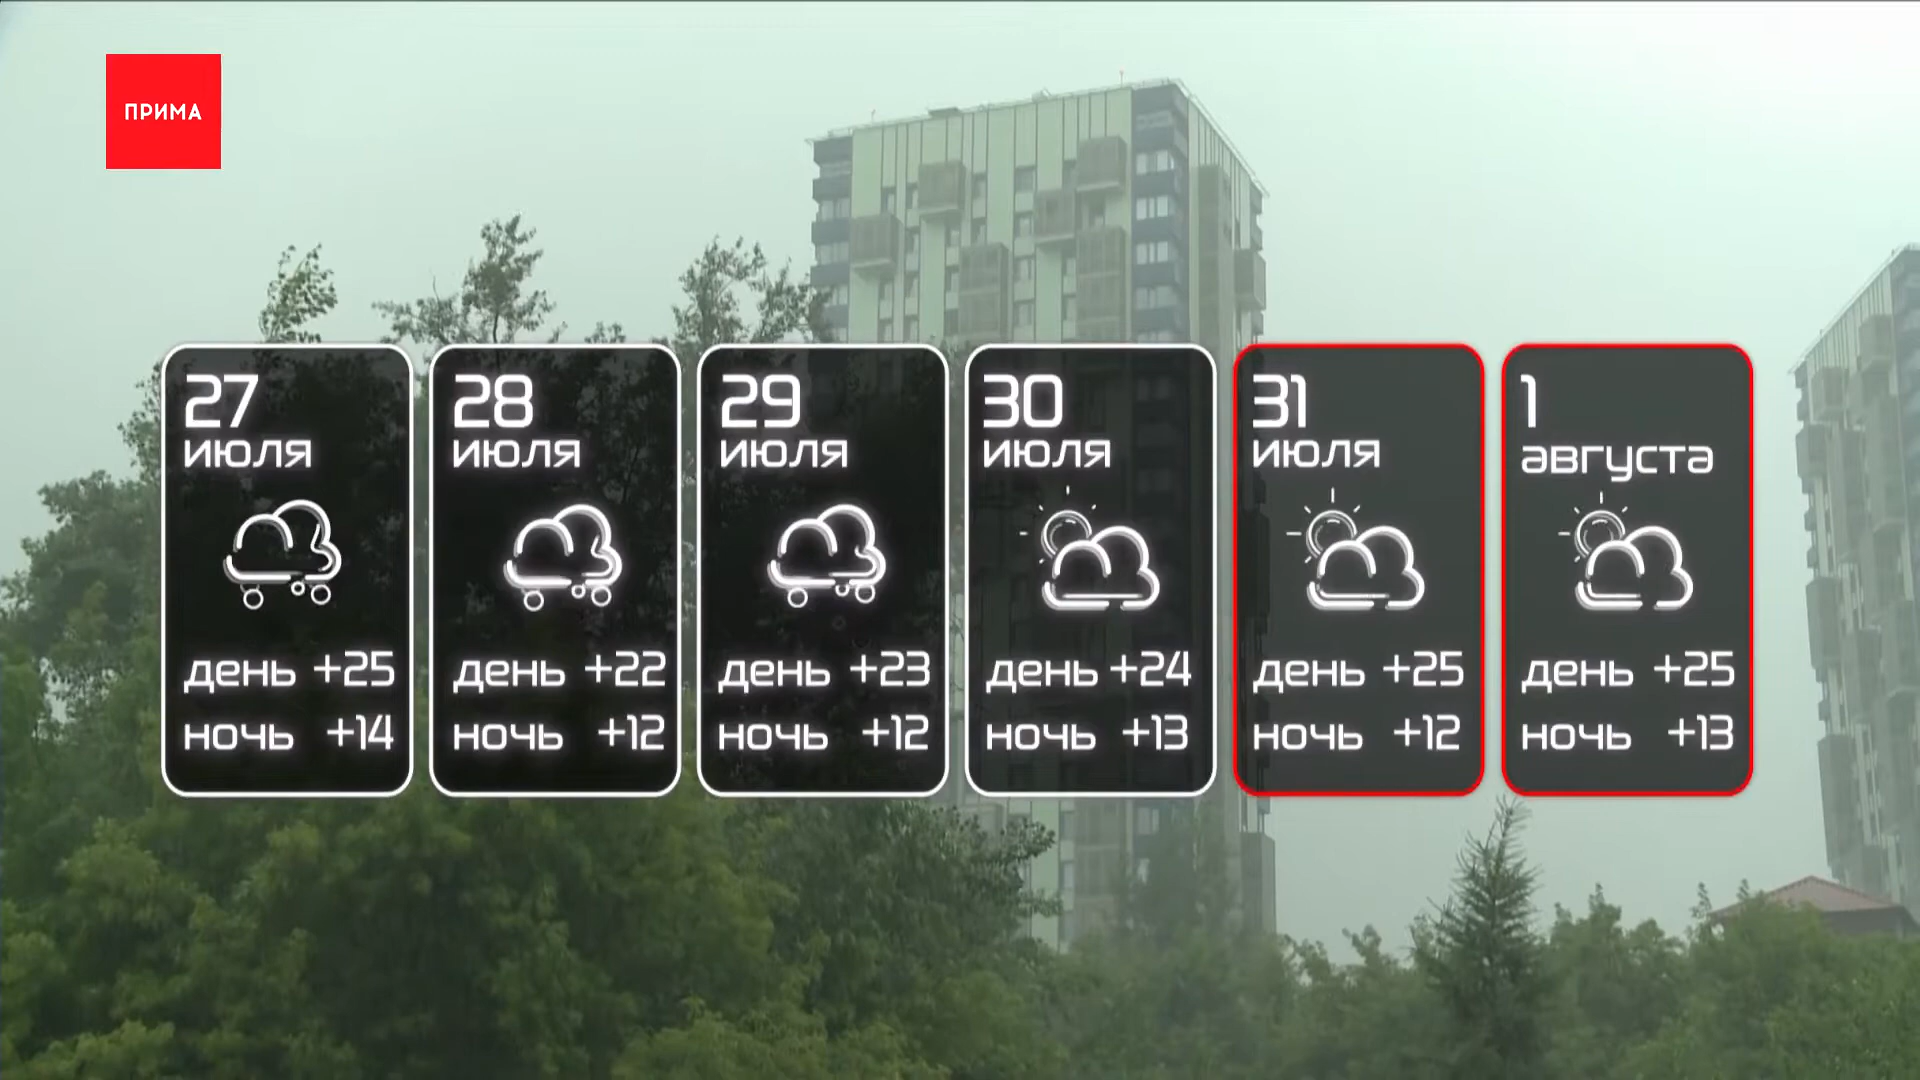 ПРИМА
27
июля
день +25
ночь +14
28
июля
день +22
ночь +12
29
июля
день +23
ночь +12
30
июля
день +24
ночь +13
31
июля
день +25
ночь +12
1
августа
день +25
ночь +13